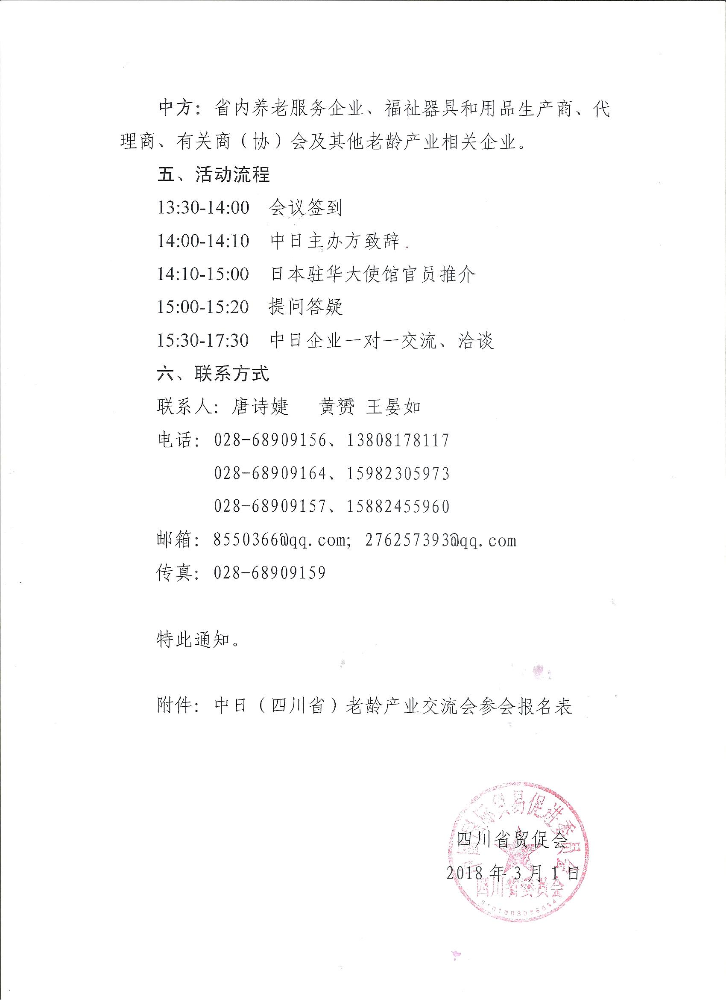 中方：省内养老服务企业、福祉器具和用品生产商、代
理商、有关商（协）会及其他老龄产业相关企业。
五、活动流程
13:30-14:00 会议签到
14:00-14:10 中日主办方致辞
14:10-15:00 日本驻华大使馆官员推介
15:00-15:20 提问答疑
15:30-17:30 中日企业一对一交流、洽谈
六、联系方式
联系人：唐诗婕 黄赟 王晏如
电话：028-68909156、13808178117
028-68909164、15982305973
028-68909157、15882455960
邮箱：8550366@qq.com；276257393@qq.com
传真：028-68909159
特此通知。
附件：中日（四川省）老龄产业交流会参会报名表
中国国际贸易促进委员会
四川省贸促会
2018 年 3 月 1 日
四川省委员会